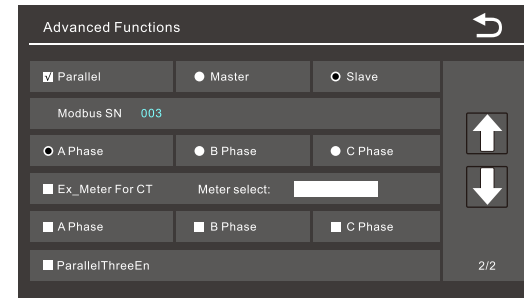 Advanced Functions
Parallel Master Slave
Modbus SN 003
A Phase B Phase C Phase
Ex_Meter For CT Meter select:
A Phase B Phase C Phase
ParallelThreeEn 2/2